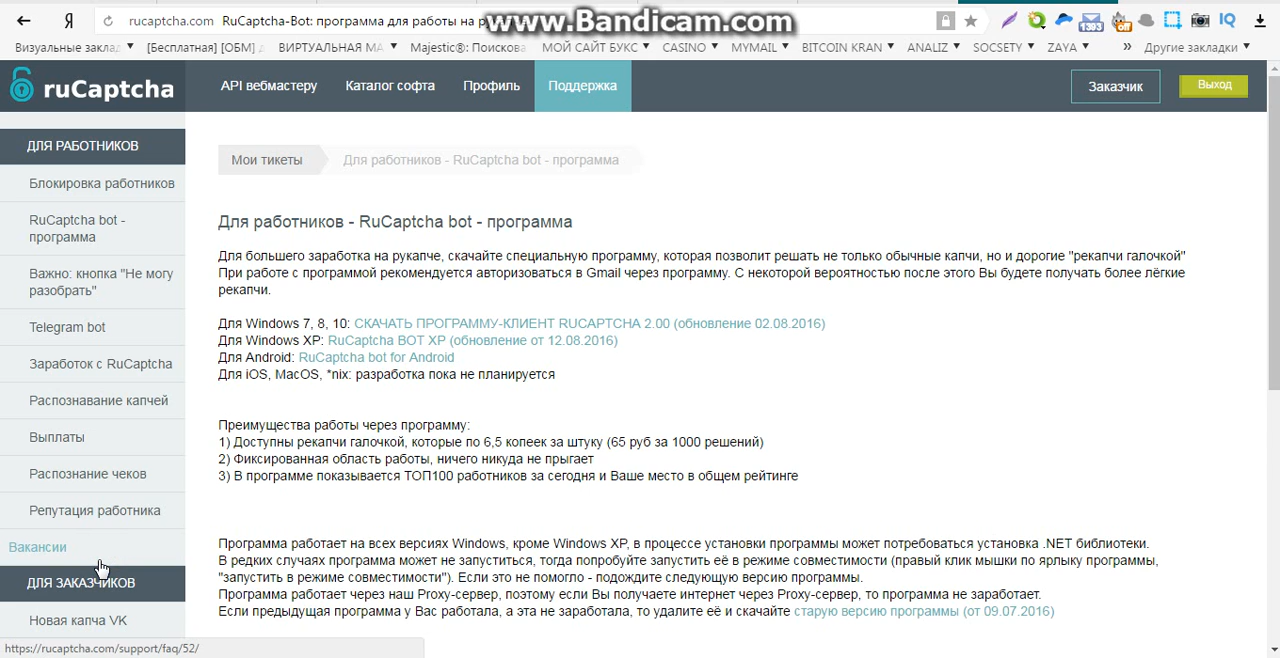 rucaptcha.com RuCaptcha-Bot: программа для работы на
www.Bandicam.com
1393
off
IQ
Визуальные заклад
[Бесплатная] [ОБМ]
ВИРТУАЛЬНАЯ МА
Majestic®: Поискова
МОЙ САЙТ БУКС
CASINO
MYMAIL
BITCOIN KRAN
ANALIZ
SOCSETY
ZAYA
»
Другие закладки
ruCaptcha
API вебмастеру
Каталог софта
Профиль
Поддержка
Заказчик
Выход
ДЛЯ РАБОТНИКОВ
Блокировка работников
RuCaptcha bot -
программа
Важно: кнопка "Не могу
разобрать"
Telegram bot
Заработок с RuCaptcha
Распознавание капчей
Выплаты
Распознание чеков
Репутация работника
Вакансии
ДЛЯ ЗАКАЗЧИКОВ
Новая капча VK
https://rucaptcha.com/support/faq/52/
Мои тикеты
Для работников - RuCaptcha bot - программа
Для работников - RuCaptcha bot - программа
Для большего заработка на рукапче, скачайте специальную программу, которая позволит решать не только обычные капчи, но и дорогие "рекапчи галочкой"
При работе с программой рекомендуется авторизоваться в Gmail через программу. С некоторой вероятностью после этого Вы будете получать более лёгкие
рекапчи.
Для Windows 7, 8, 10: СКАЧАТЬ ПРОГРАММУ-КЛИЕНТ RUCAPTCHA 2.00 (обновление 02.08.2016)
Для Windows XP: RuCaptcha BOT XP (обновление от 12.08.2016)
Для Android: RuCaptcha bot for Android
Для iOS, MacOS, *nix: разработка пока не планируется
Преимущества работы через программу:
1) Доступны рекапчи галочкой, которые по 6,5 копеек за штуку (65 руб за 1000 решений)
2) Фиксированная область работы, ничего никуда не прыгает
3) В программе показывается ТОП100 работников за сегодня и Ваше место в общем рейтинге
Программа работает на всех версиях Windows, кроме Windows XP, в процессе установки программы может потребоваться установка .NET библиотеки.
В редких случаях программа может не запуститься, тогда попробуйте запустить её в режиме совместимости (правый клик мышки по ярлыку программы,
"запустить в режиме совместимости"). Если это не помогло - подождите следующую версию программы.
Программа работает через наш Proxy-сервер, поэтому если Вы получаете интернет через Proxy-сервер, то программа не заработает.
Если предыдущая программа у Вас работала, а эта не заработала, то удалите её и скачайте старую версию программы (от 09.07.2016)